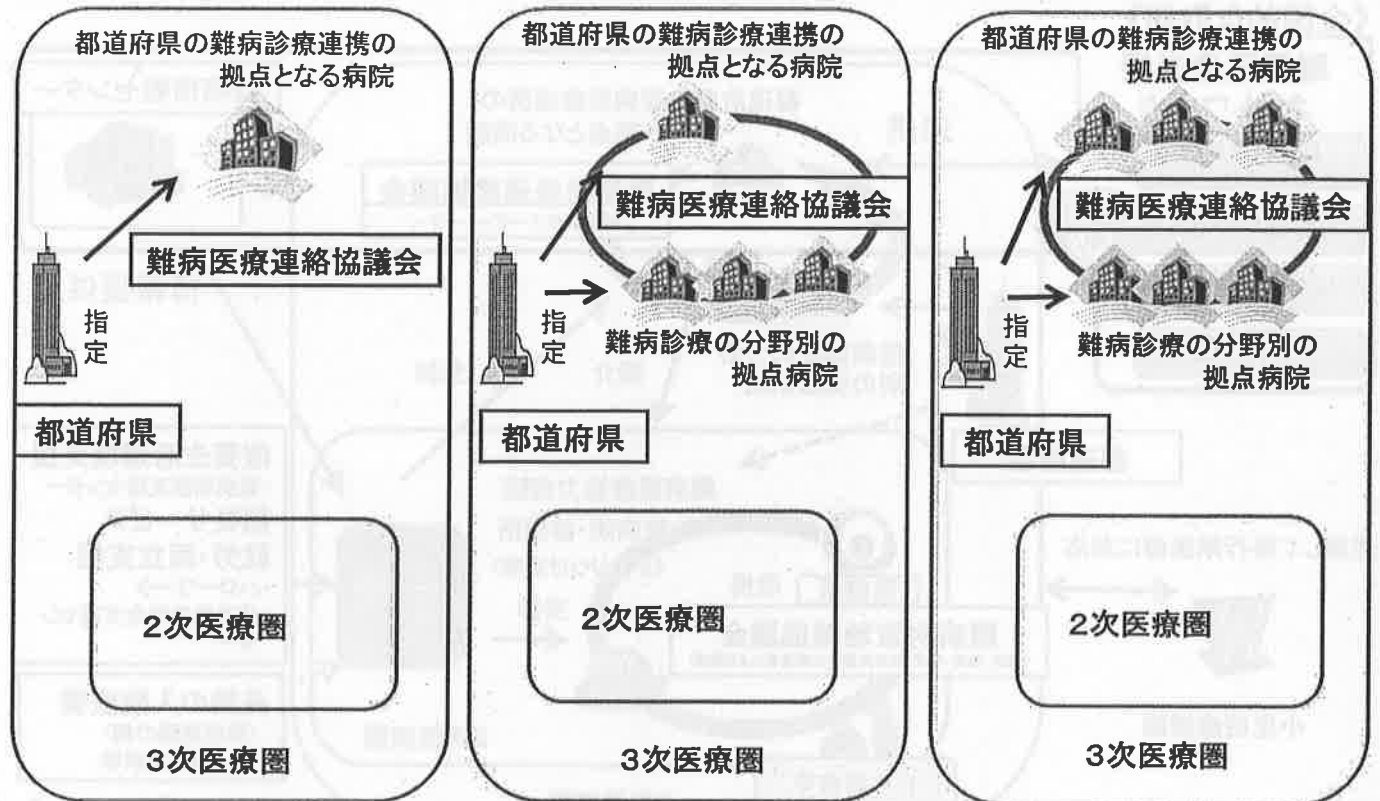 都道府県の難病診療連携の
拠点となる病院
難病医療連絡協議会
指定
都道府県
2次医療圏
3次医療圏
都道府県の難病診療連携の
拠点となる病院
難病医療連絡協議会
指定
難病診療の分野別の
拠点病院
都道府県
2次医療圏
3次医療圏
都道府県の難病診療連携の
拠点となる病院
難病医療連絡協議会
指定
難病診療の分野別の
拠点病院
都道府県
2次医療圏
3次医療圏